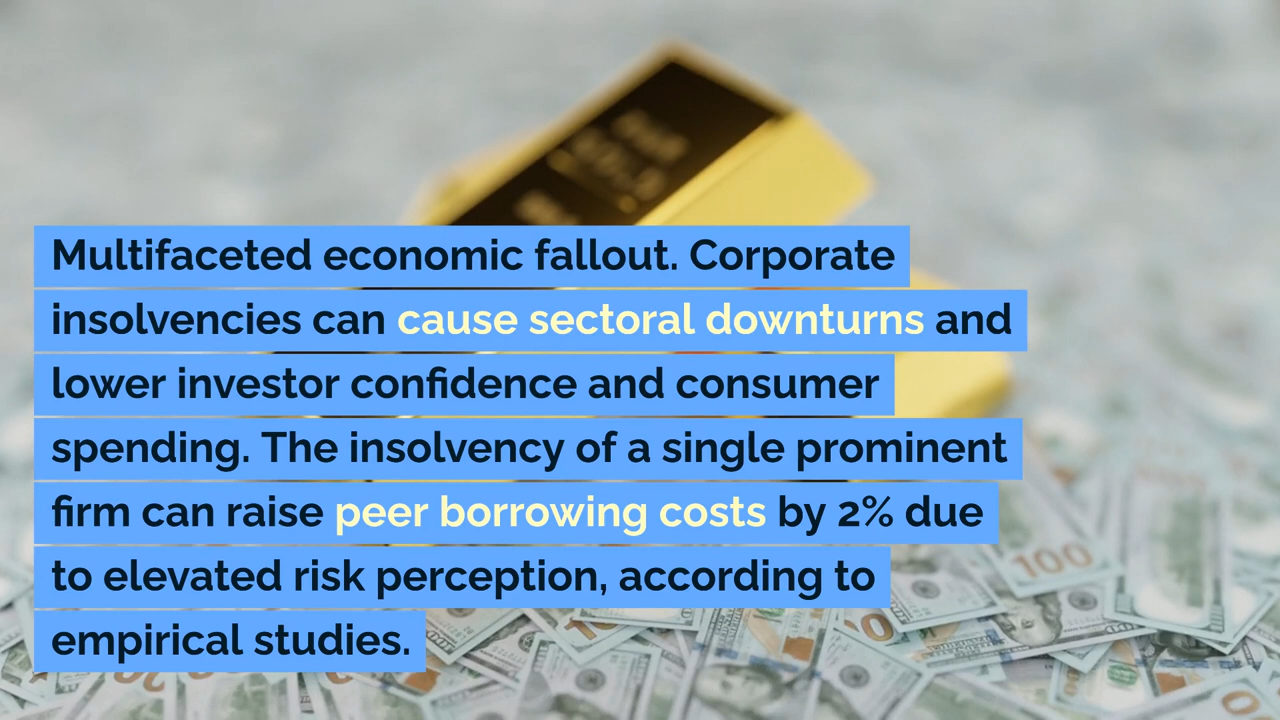 Multifaceted economic fallout. Corporate
insolvencies can cause sectoral downturns and
lower investor confidence and consumer
spending. The insolvency of a single prominent
firm can raise peer borrowing costs by 2% due
to elevated risk perception, according to
empirical studies.
100